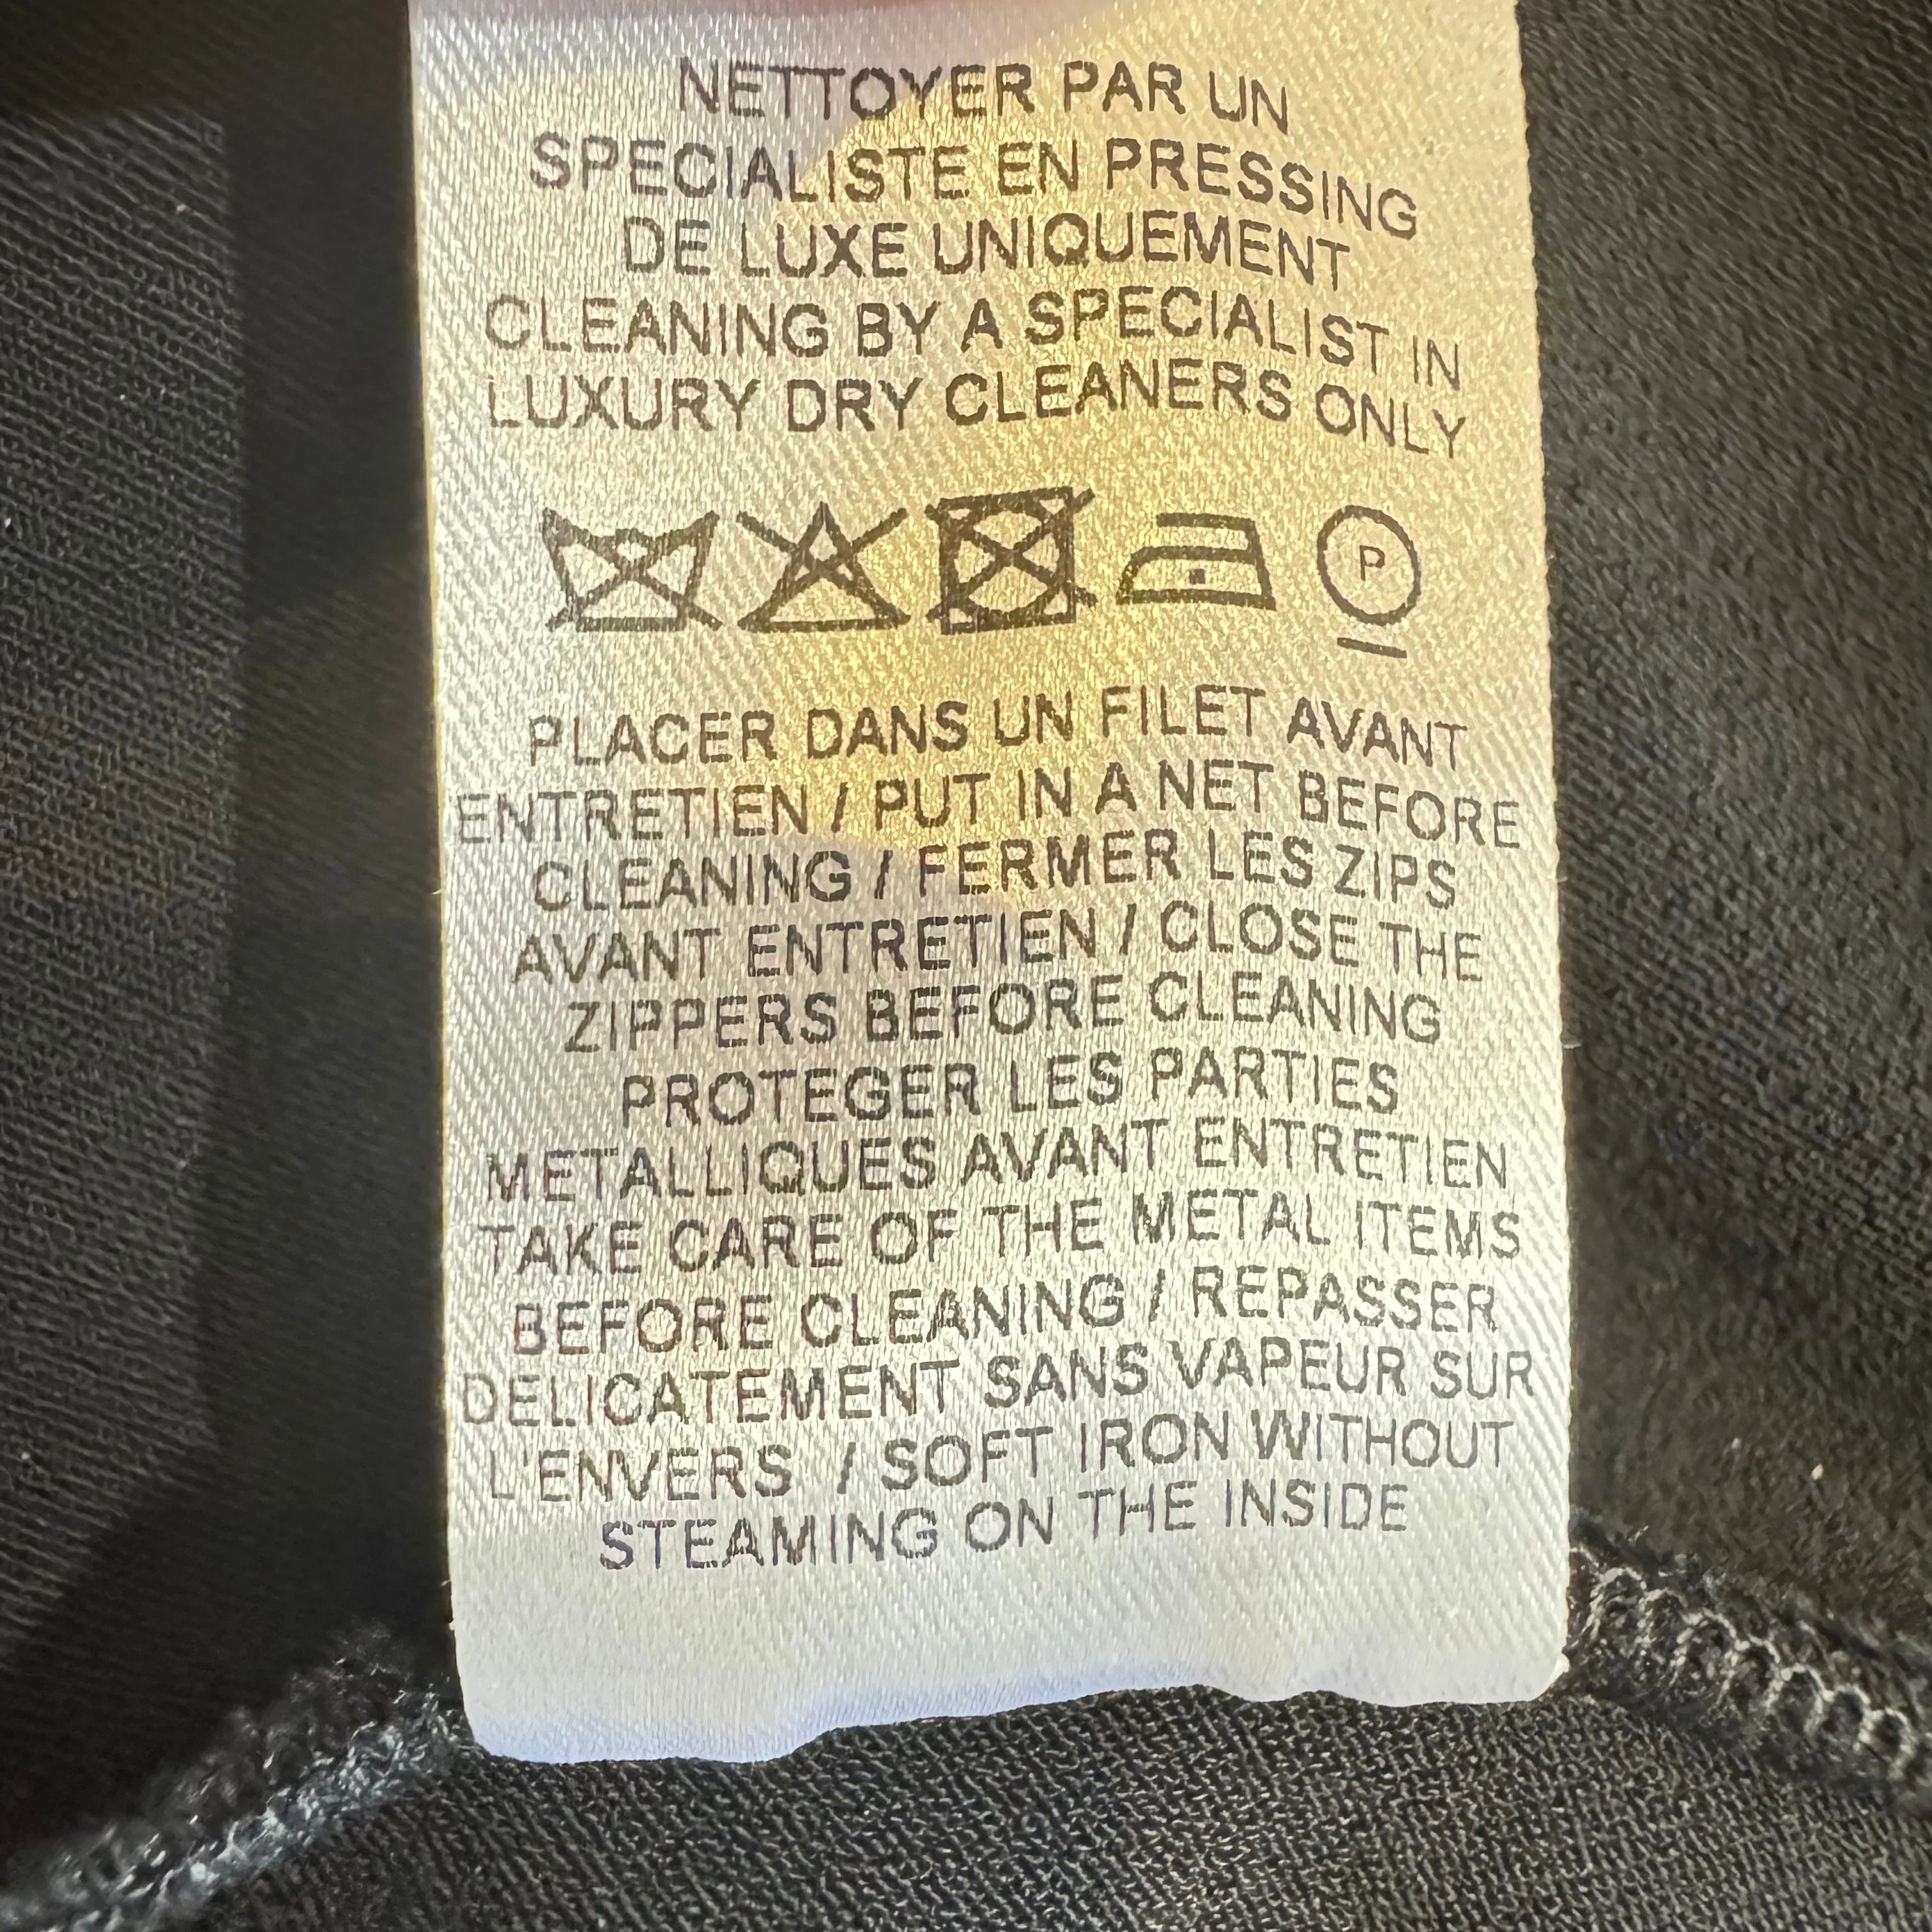 NETTOYER PAR UN
SPECIALISTE EN PRESSING
DE LUXE UNIQUEMENT
CLEANING BY A SPECIALIST IN
LUXURY DRY CLEANERS ONLY
P
PLACER DANS UN FILET AVANT
ENTRETIEN / PUT IN A NET BEFORE
CLEANING / FERMER LES ZIPS
AVANT ENTRETIEN / CLOSE THE
ZIPPERS BEFORE CLEANING
PROTEGER LES PARTIES
METALLIQUES AVANT ENTRETIEN
TAKE CARE OF THE METAL ITEMS
BEFORE CLEANING / REPASSER
DELICATEMENT SANS VAPEUR SUR
L'ENVERS / SOFT IRON WITHOUT
STEAMING ON THE INSIDE